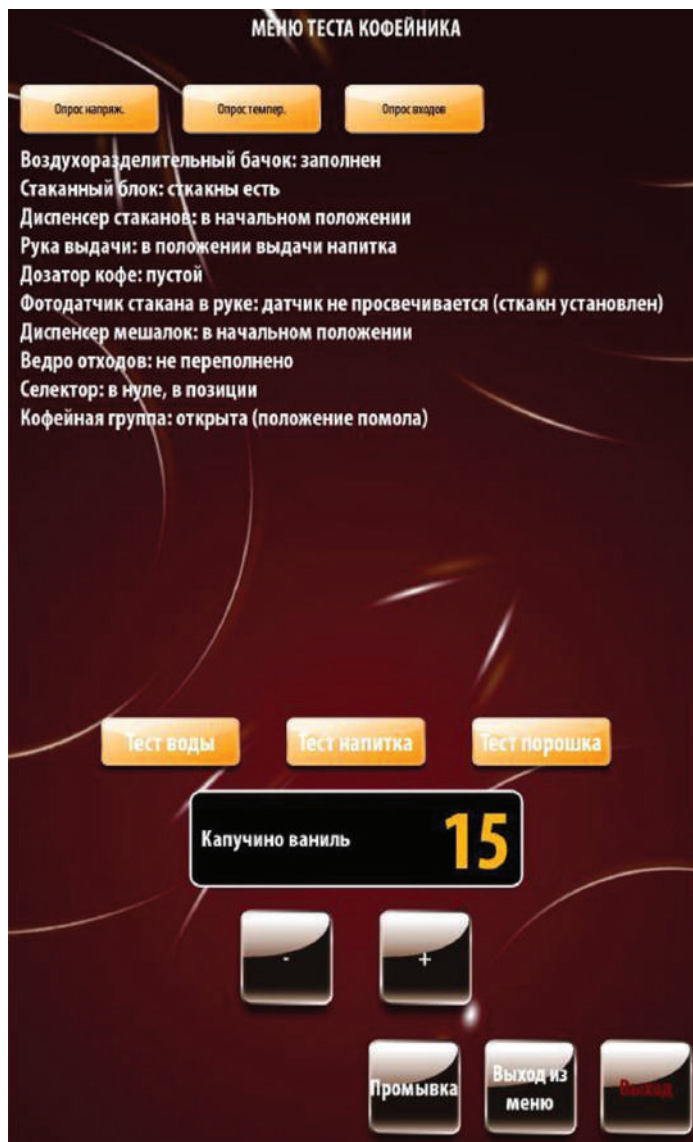 МЕНЮ ТЕСТА КОФЕЙНИКА
Опрос напряж. Опрос темпер. Опрос входов
Воздухоразделительный бачок: заполнен
Стаканный блок: сткакны есть
Диспенсер стаканов: в начальном положении
Рука выдачи: в положении выдачи напитка
Дозатор кофе: пустой
Фотодатчик стакана в руке: датчик не просвечивается (сткакн установлен)
Диспенсер мешалок: в начальном положении
Ведро отходов: не переполнено
Селектор: в нуле, в позиции
Кофейная группа: открыта (положение помола)
Тест воды Тест напитка Тест порошка
Капучино ваниль 15
- +
Промывка Выход из меню Выход